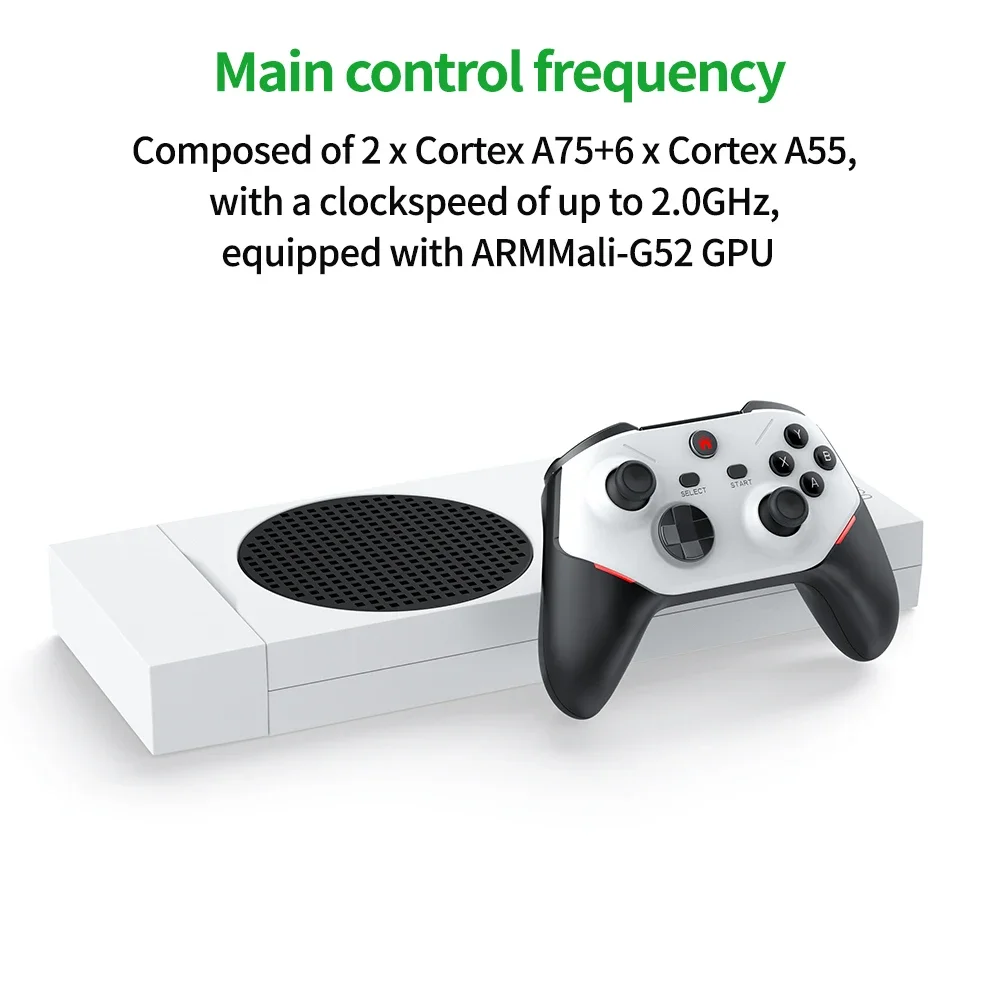 Main control frequency
Composed of 2 x Cortex A75+6 x Cortex A55,
with a clockspeed of up to 2.0GHz,
equipped with ARMMali-G52 GPU
Y
X
B
A
SELECT
START